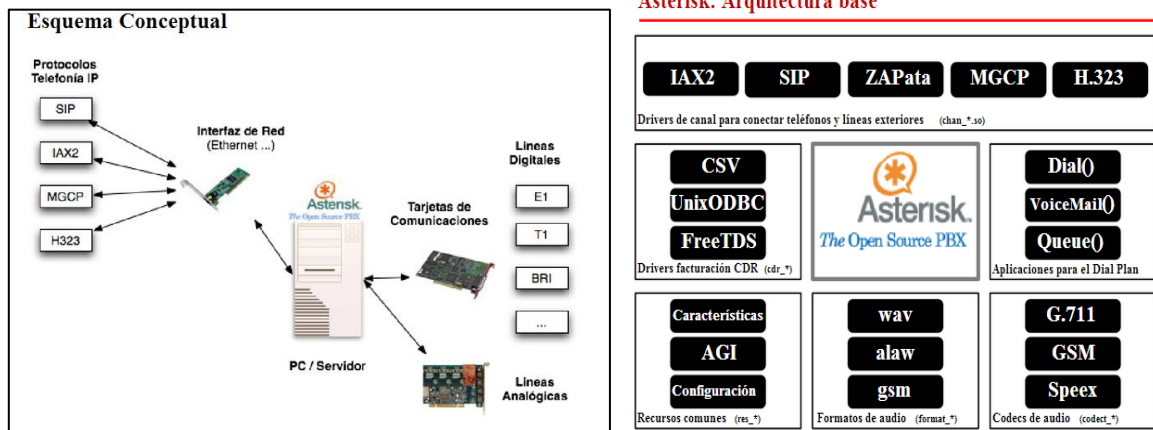 Esquema Conceptual
Protocolos
Telefonía IP
SIP
IAX2
MGCP
H323
Interfaz de Red
(Ethernet ...)
Asterisk.
The Open Source PBX
PC / Servidor
Tarjetas de
Comunicaciones
Lineas
Digitales
E1
T1
BRI
...
Lineas
Analógicas
Asterisk. Arquitectura base
IAX2 SIP ZAPata MGCP H.323
Drivers de canal para conectar teléfonos y líneas exteriores (chan_*.so)
CSV
UnixODBC
FreeTDS
Drivers facturación CDR (cdr_*)
Asterisk.
The Open Source PBX
Dial()
VoiceMail()
Queue()
Aplicaciones para el Dial Plan
Características
AGI
Configuración
Recursos comunes (res_*)
wav
alaw
gsm
Formatos de audio (format_*)
G.711
GSM
Speex
Codecs de audio (codect_*)